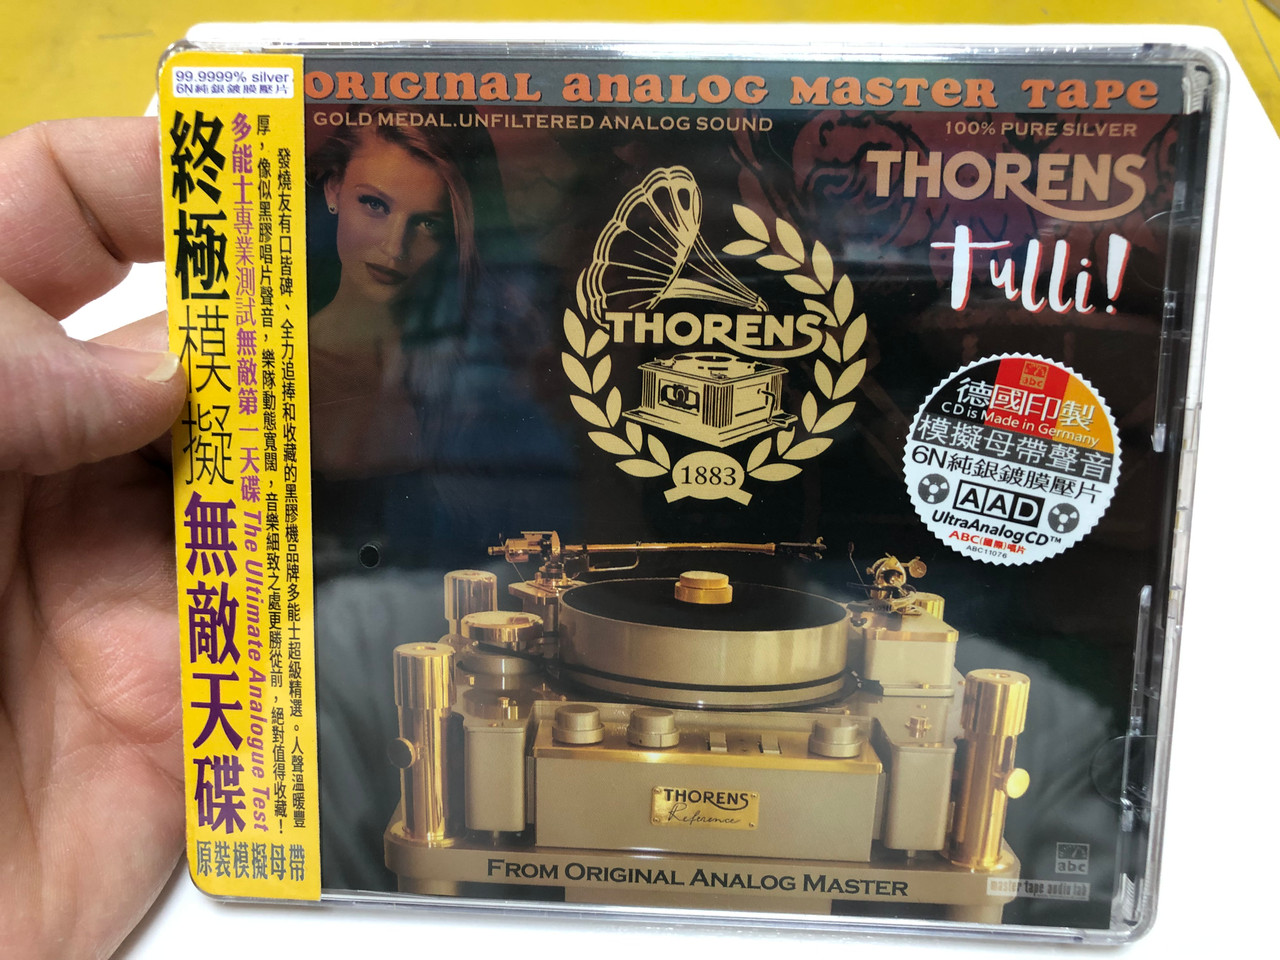 99.9999% silver
6N純銀鍍膜壓片
終極模擬無敵天碟
原裝模擬母帶
多能士專業測試無敵第一天碟 The Ultimate Analogue Test
發燒友有口皆碑、全力追捧和收藏的黑膠機品牌多能士超級精選。人聲溫暖豐
厚，像似黑膠唱片聲音，樂隊動態寬闊，音樂細致之處更勝從前，絕對值得收藏！
ORIGINAL ANALOG MASTER TAPE
GOLD MEDAL.UNFILTERED ANALOG SOUND
100% PURE SILVER
THORENS
Tulli!
THORENS
1883
abc
德國印製
CD is Made in Germany
模擬母帶聲音
6N純銀鍍膜壓片
AAD
UltraAnalogCD™
ABC(國際)唱片
ABC11076
THORENS
Reference
FROM ORIGINAL ANALOG MASTER
abc
master tape audio lab